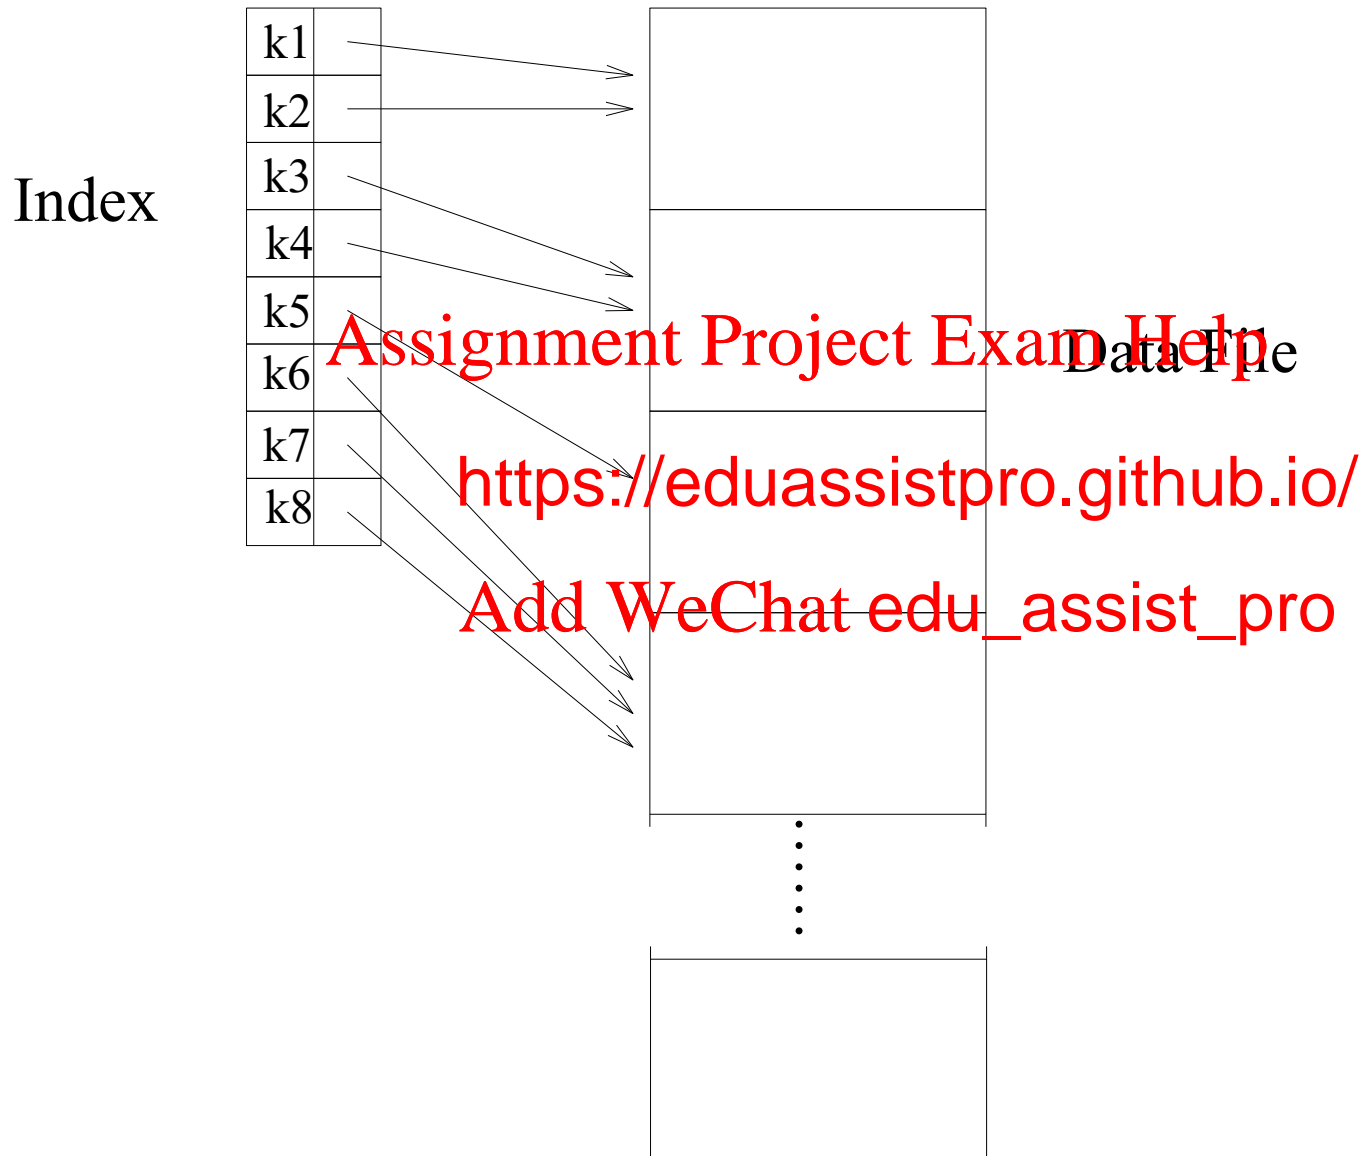 k1
k2
k3
Index
k4
k5
Assignment Project Exam Help
Data File
k6
k7
https://eduassistpro.github.io/
k8
Add WeChat edu_assist_pro